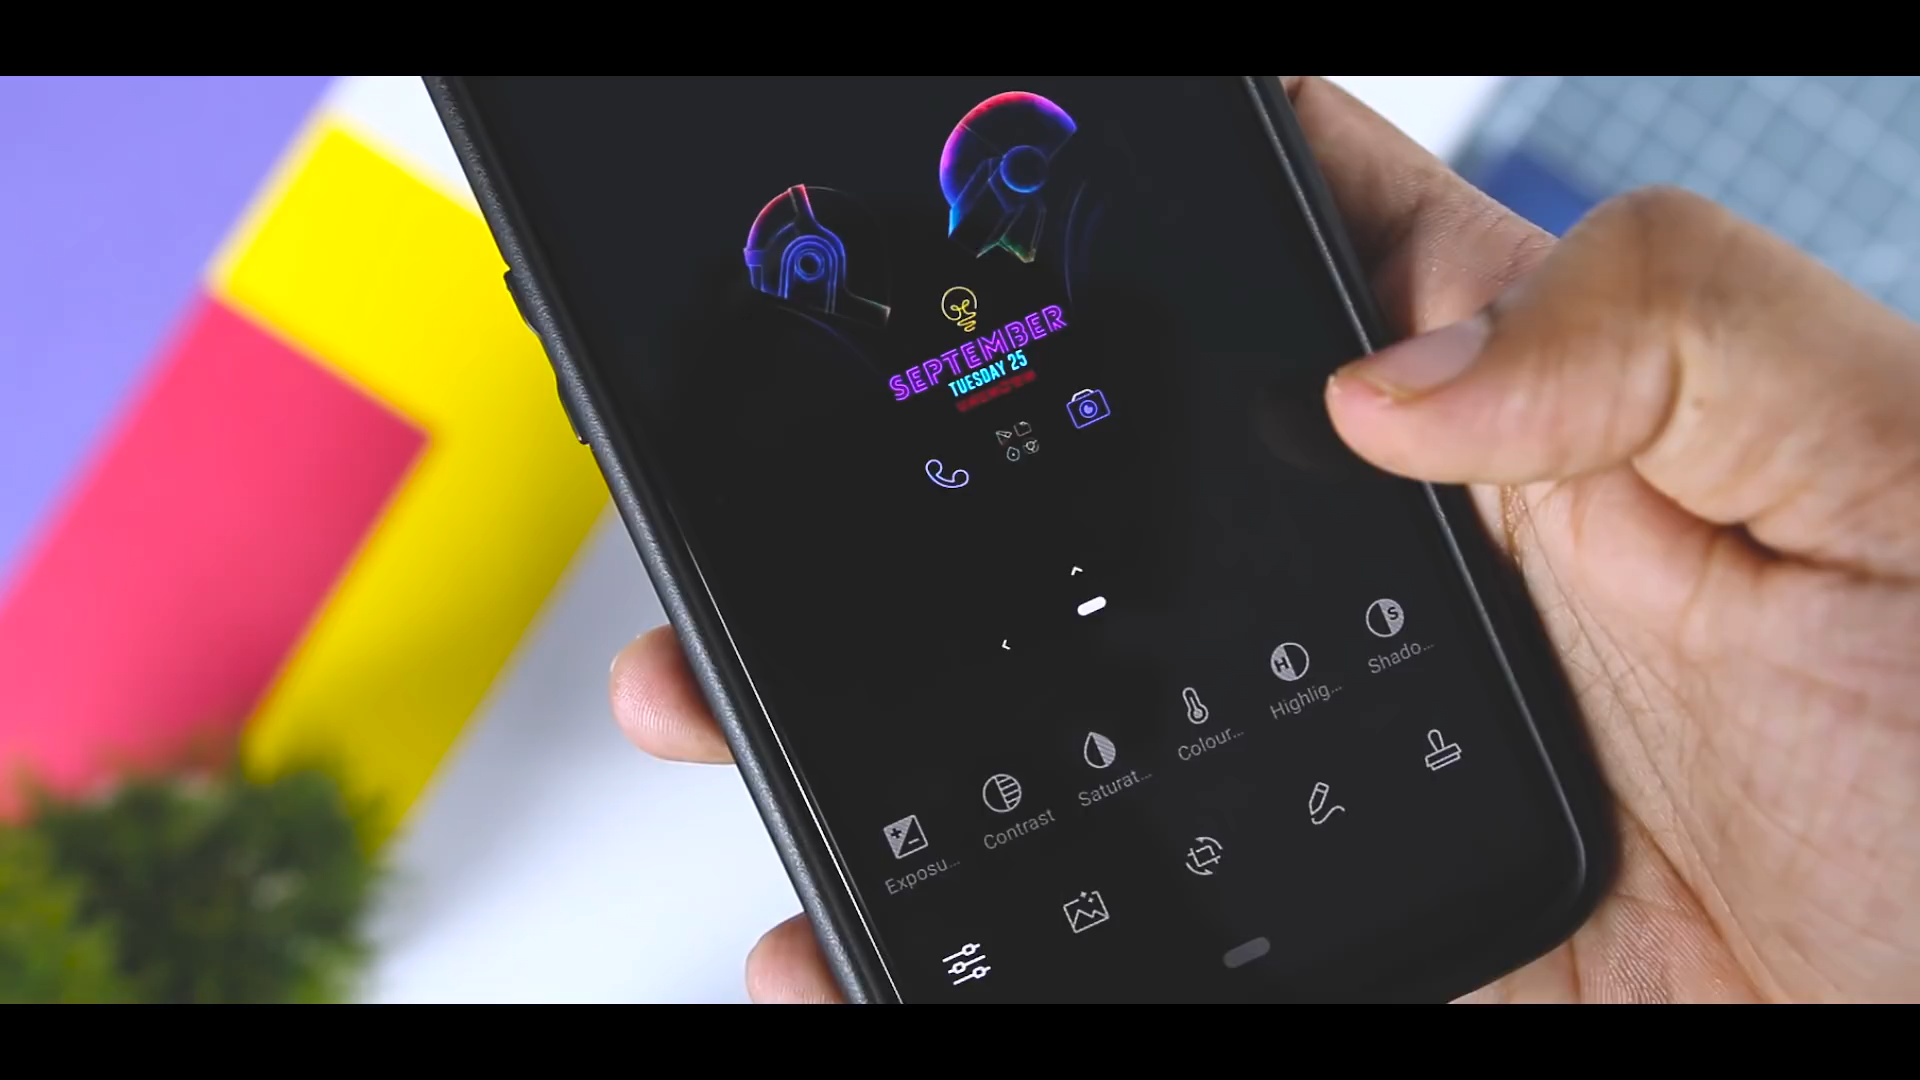 SEPTEMBER
TUESDAY 25
Exposu...
Contrast
Saturat...
Colour...
Highlig...
Shado...
H
S